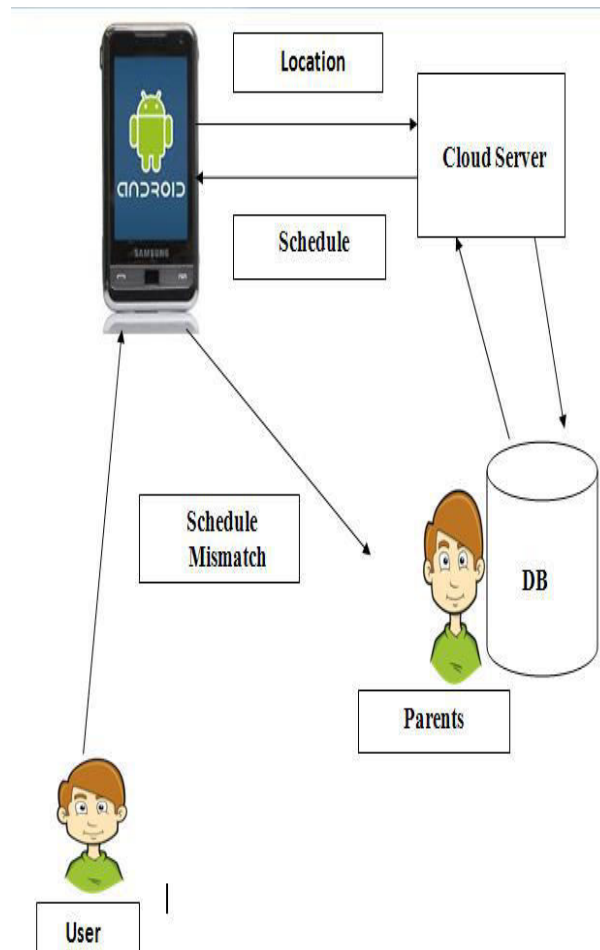 Location
Cloud Server
ANDROID
Schedule
SAMSUNG
Schedule
Mismatch
DB
Parents
User